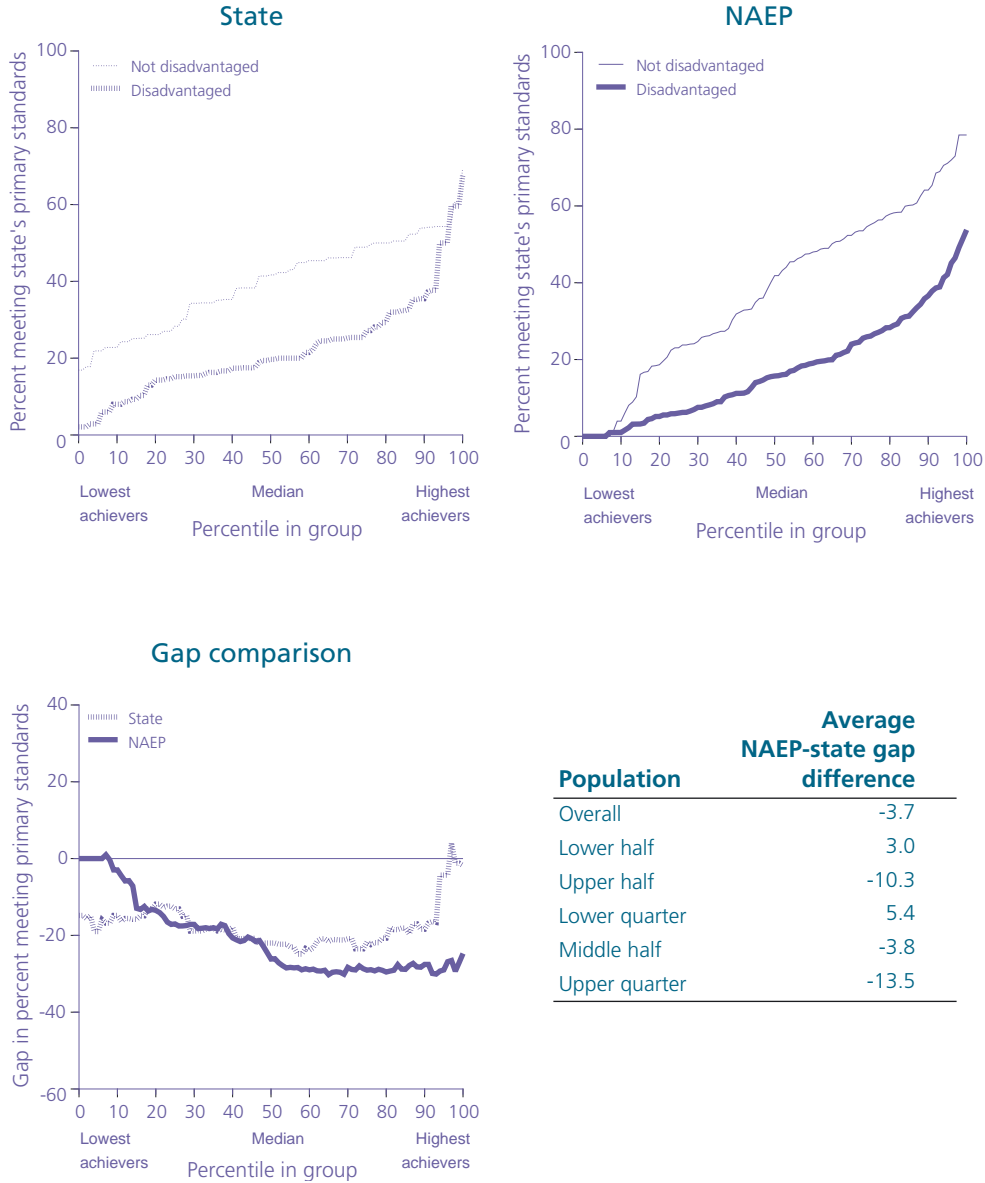 State
Percent meeting state's primary standards
100
80
60
40
20
0
Not disadvantaged
Disadvantaged
0 10 20 30 40 50 60 70 80 90 100
Lowest achievers
Median
Highest achievers
Percentile in group
NAEP
Percent meeting state's primary standards
100
80
60
40
20
0
Not disadvantaged
Disadvantaged
0 10 20 30 40 50 60 70 80 90 100
Lowest achievers
Median
Highest achievers
Percentile in group
Gap comparison
Gap in percent meeting primary standards
40
20
0
-20
-40
-60
State
NAEP
0 10 20 30 40 50 60 70 80 90 100
Lowest achievers
Median
Highest achievers
Percentile in group
Average
NAEP-state gap
Population difference
Overall -3.7
Lower half 3.0
Upper half -10.3
Lower quarter 5.4
Middle half -3.8
Upper quarter -13.5